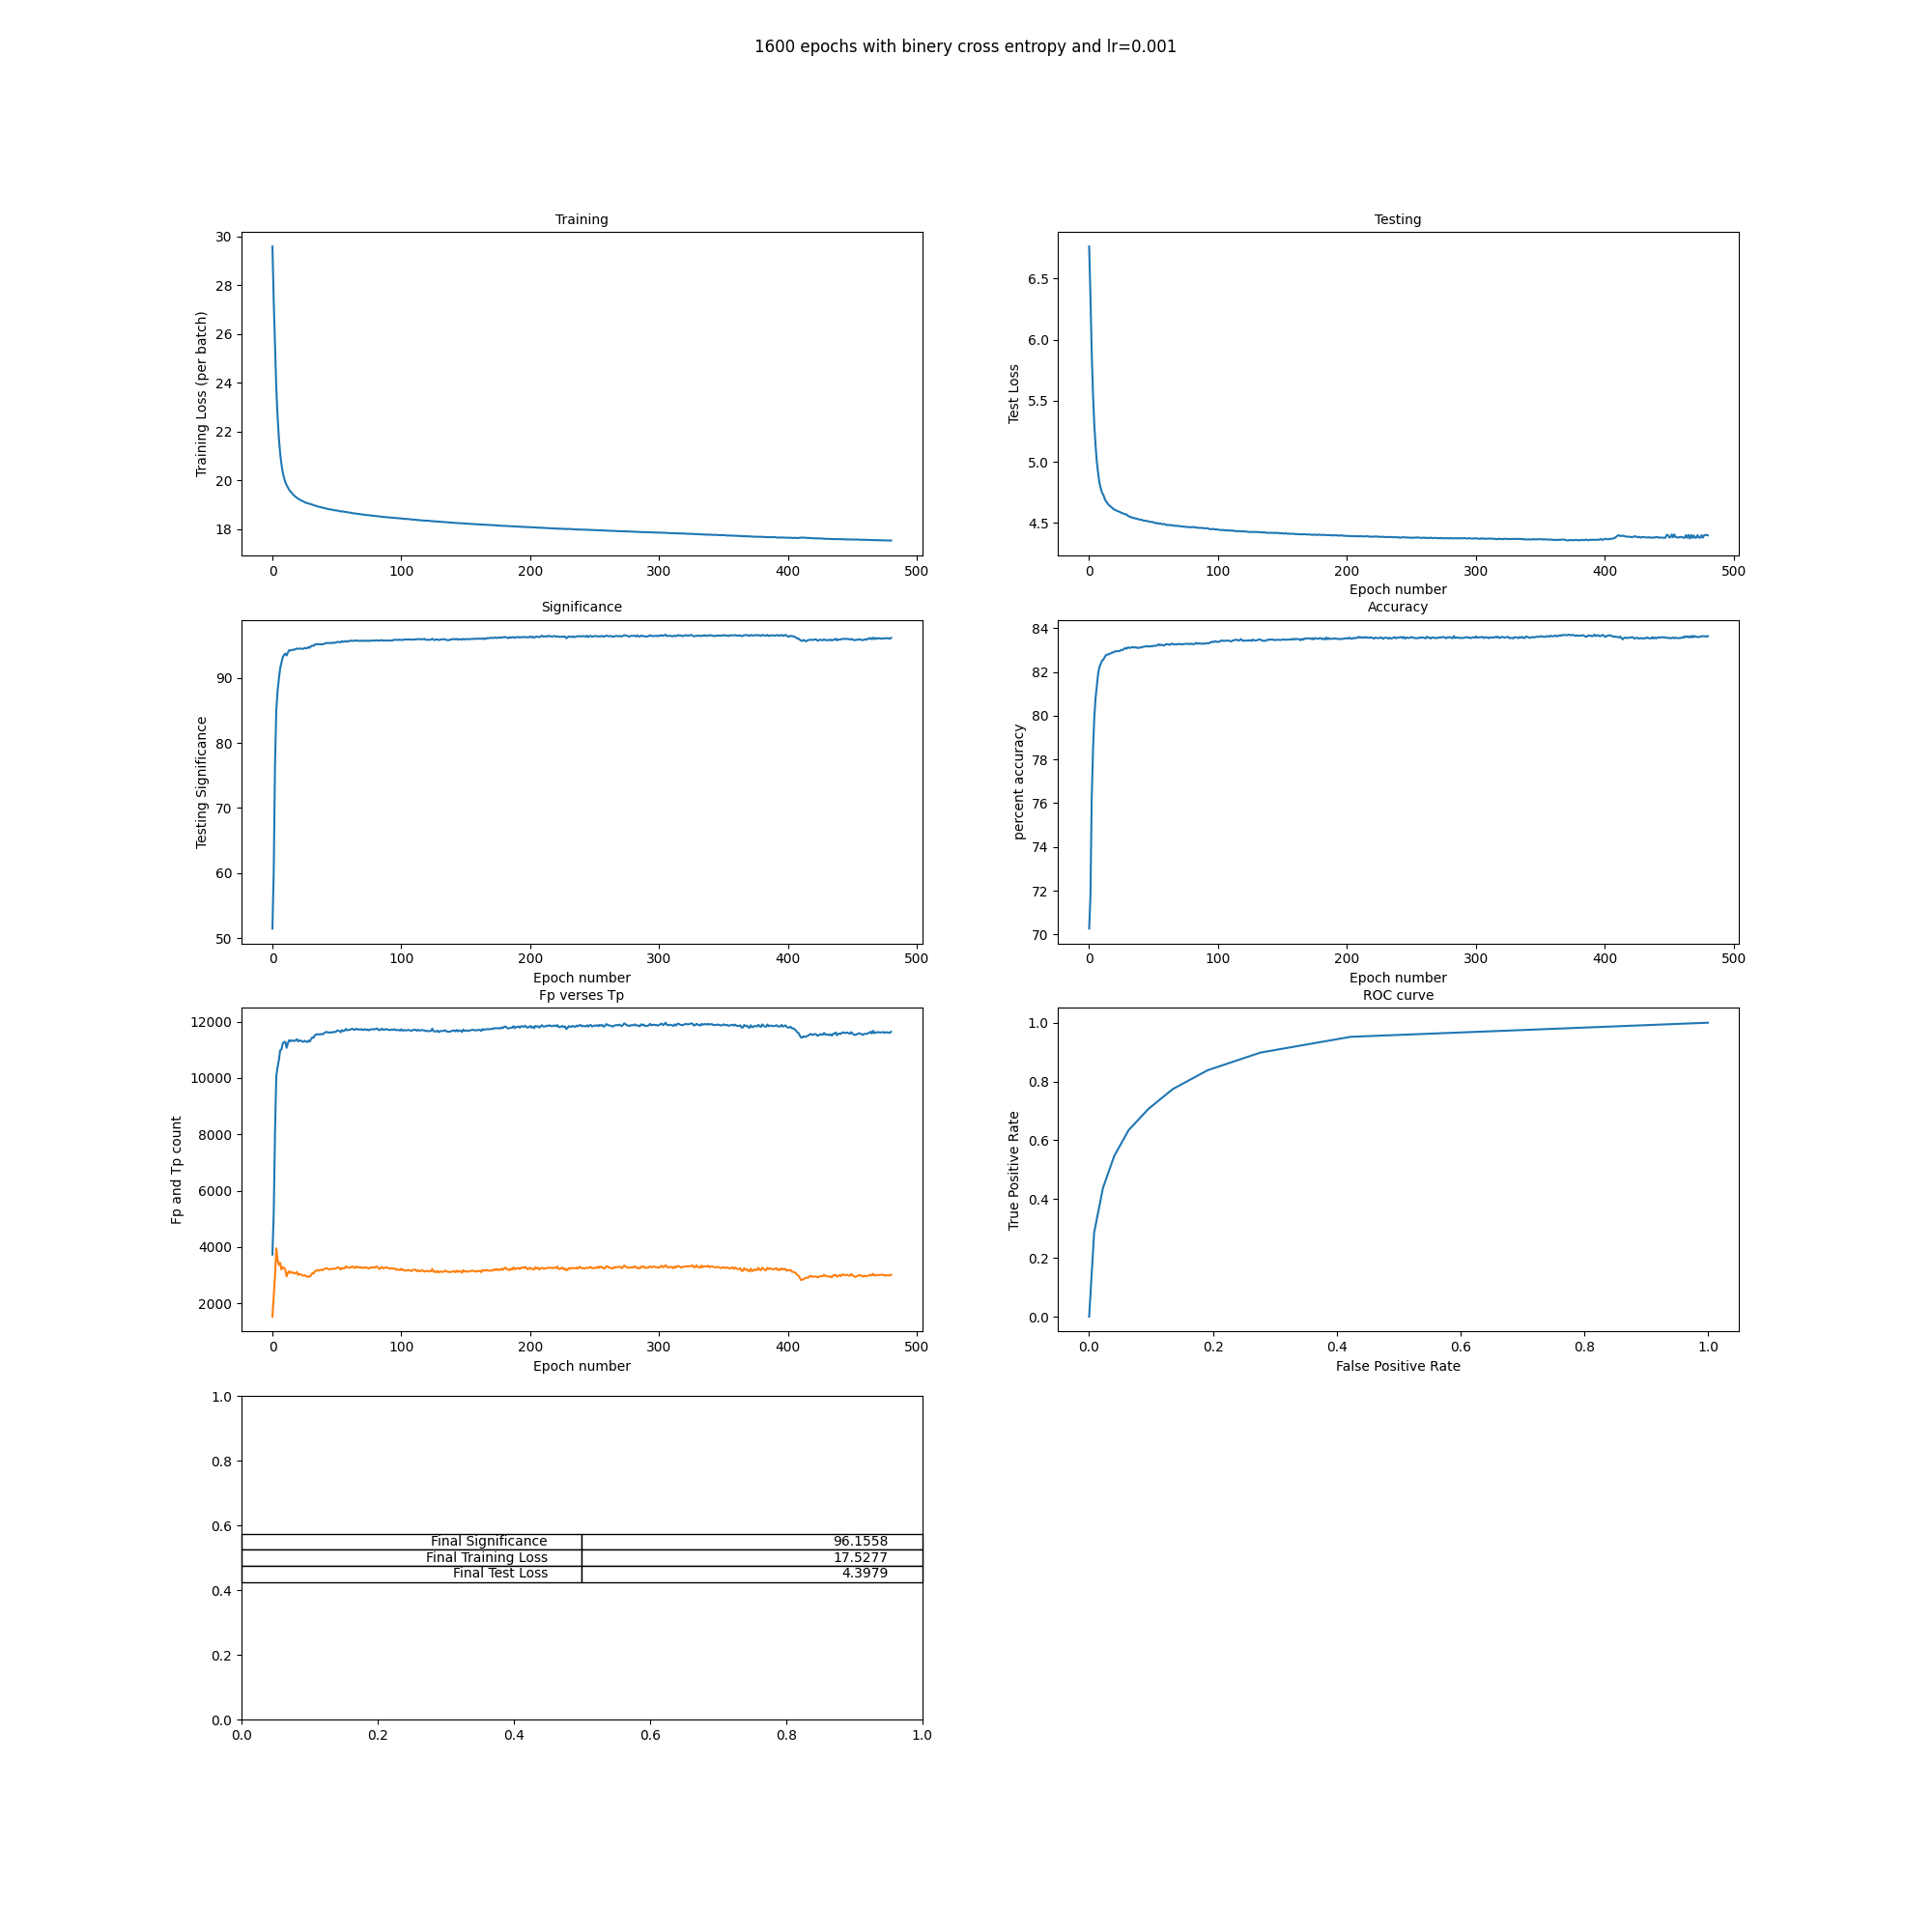 1600 epochs with binery cross entropy and lr=0.001
Training
30
28
26
24
22
20
18
Training Loss (per batch)
0 100 200 300 400 500
Testing
6.5
6.0
5.5
5.0
4.5
Test Loss
0 100 200 300 400 500
Epoch number
Significance
90
80
70
60
50
Testing Significance
0 100 200 300 400 500
Epoch number
Accuracy
84
82
80
78
76
74
72
70
percent accuracy
0 100 200 300 400 500
Epoch number
Fp verses Tp
12000
10000
8000
6000
4000
2000
Fp and Tp count
0 100 200 300 400 500
Epoch number
ROC curve
1.0
0.8
0.6
0.4
0.2
0.0
True Positive Rate
0.0 0.2 0.4 0.6 0.8 1.0
False Positive Rate
1.0
0.8
0.6
0.4
0.2
0.0
Final Significance 96.1558
Final Training Loss 17.5277
Final Test Loss 4.3979
0.0 0.2 0.4 0.6 0.8 1.0